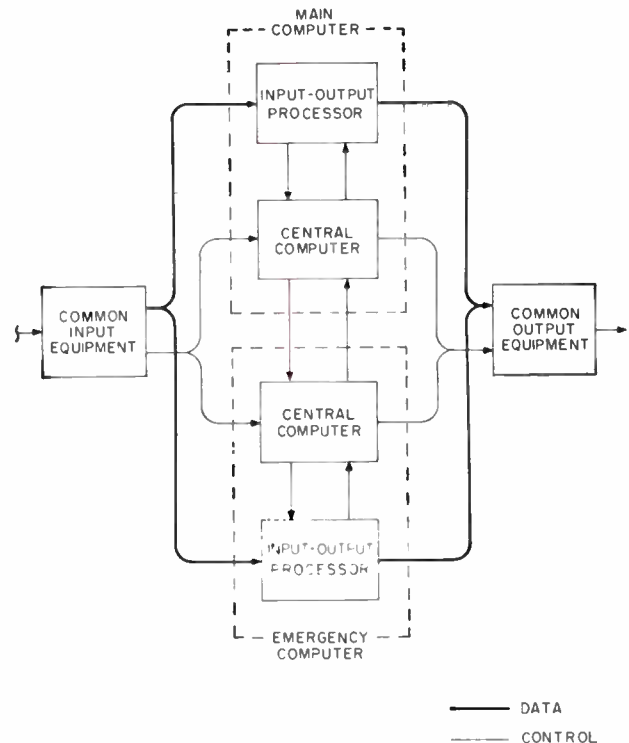 MAIN
COMPUTER
INPUT-OUTPUT
PROCESSOR
CENTRAL
COMPUTER
COMMON
INPUT
EQUIPMENT
COMMON
OUTPUT
EQUIPMENT
CENTRAL
COMPUTER
INPUT-OUTPUT
PROCESSOR
EMERGENCY
COMPUTER
DATA
CONTROL